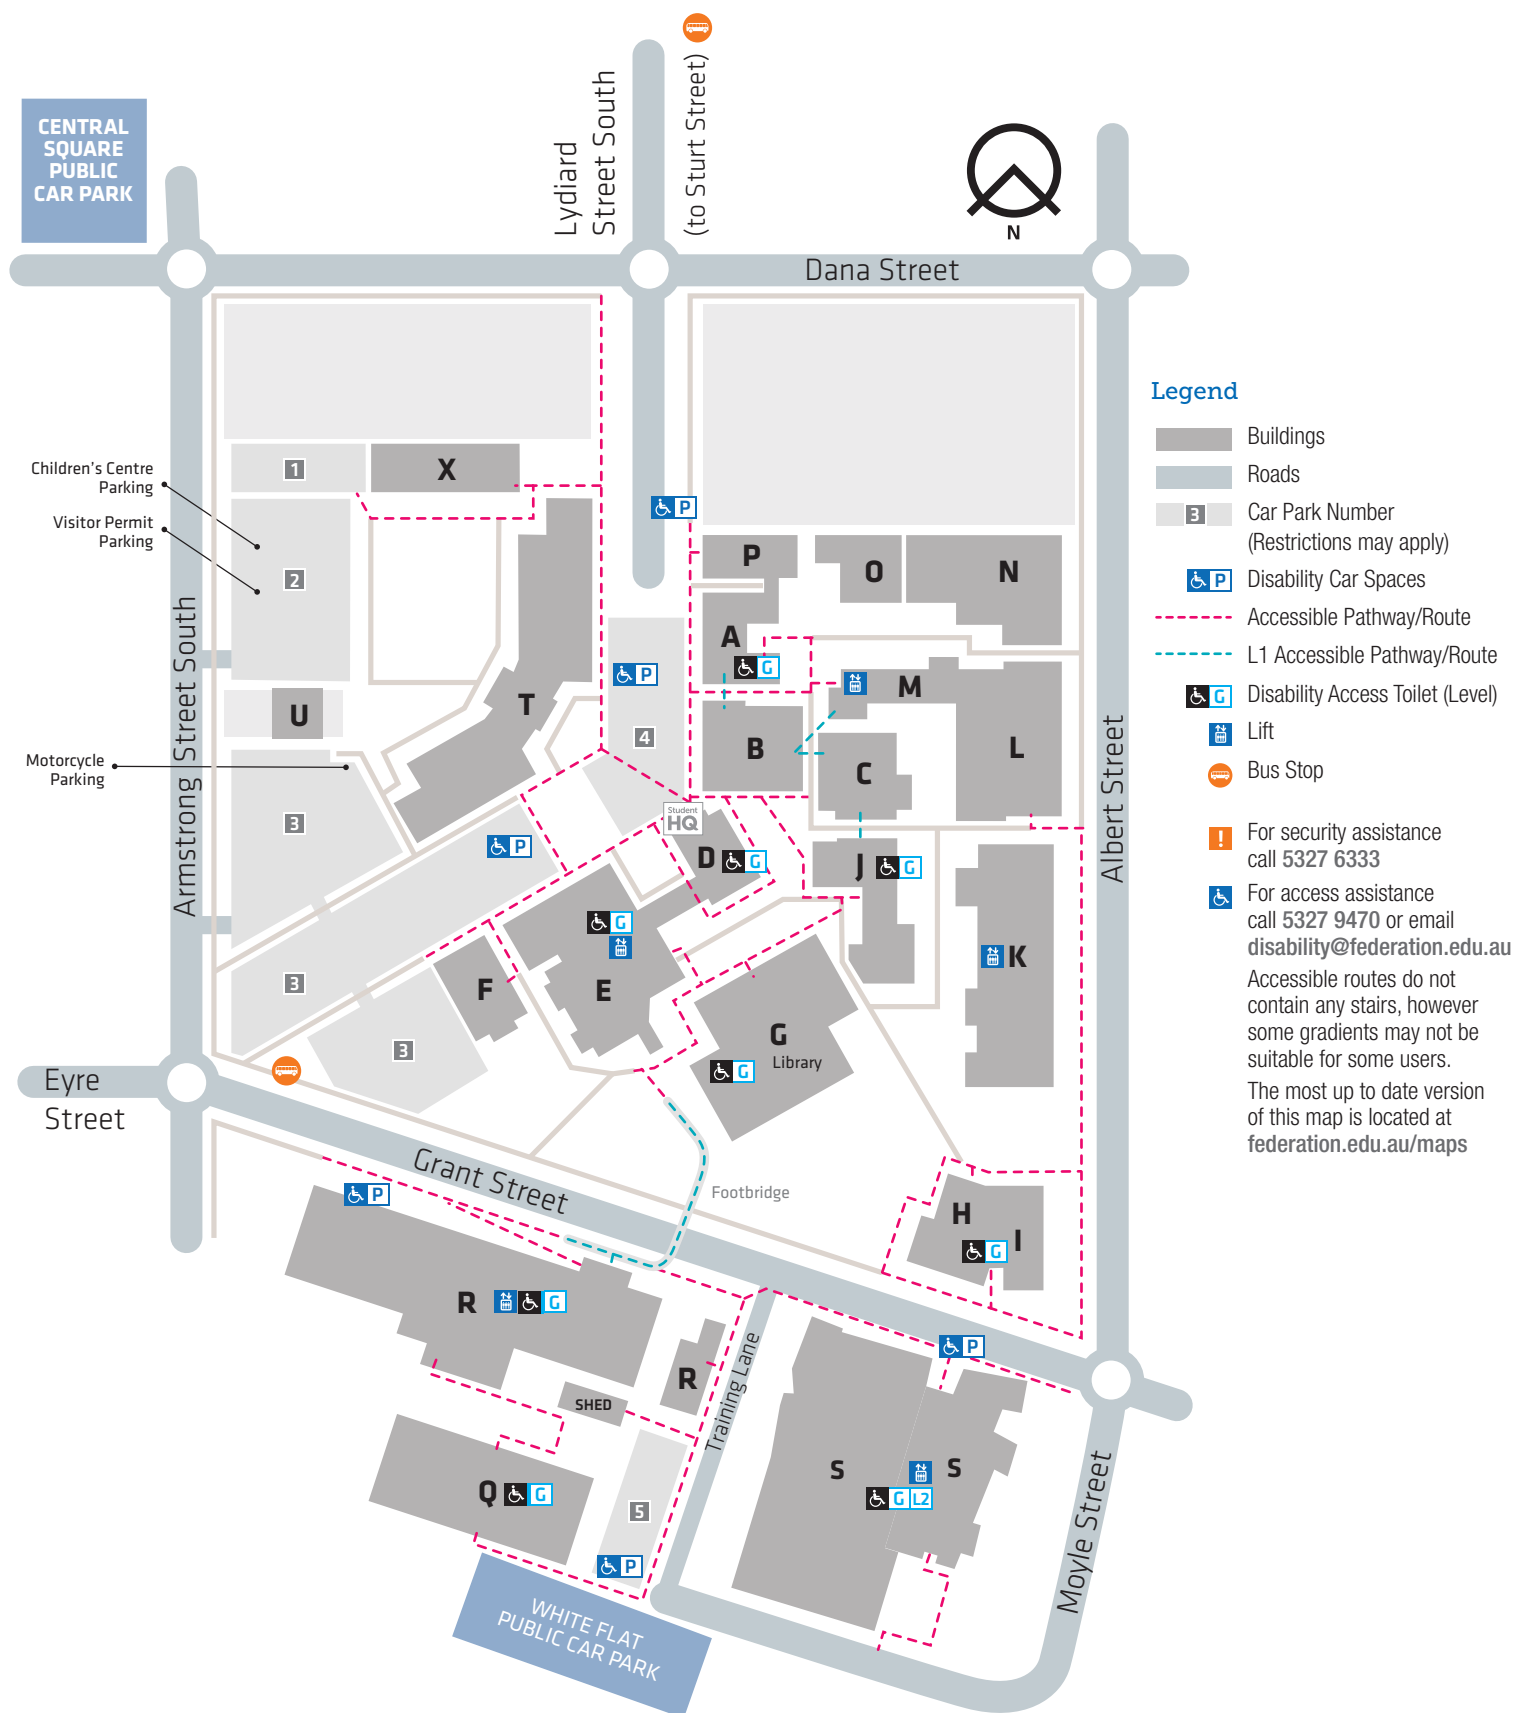 CENTRAL
SQUARE
PUBLIC
CAR PARK
Lydiard
Street South
(to Sturt Street)
N
Dana Street
Legend
Buildings
Roads
3
Car Park Number
(Restrictions may apply)
P
Disability Car Spaces
Accessible Pathway/Route
L1 Accessible Pathway/Route
G
Disability Access Toilet (Level)
Lift
Bus Stop
!
For security assistance
call 5327 6333
For access assistance
call 5327 9470 or email
disability@federation.edu.au
Accessible routes do not
contain any stairs, however
some gradients may not be
suitable for some users.
The most up to date version
of this map is located at
federation.edu.au/maps
Children's Centre
Parking
Visitor Permit
Parking
Motorcycle
Parking
Armstrong Street South
Albert Street
1
X
2
P
P
O
N
A
G
P
T
U
4
M
B
C
L
3
Student
HQ
P
D
G
J
G
G
E
F
K
3
3
G
Library
G
Eyre
Street
Grant Street
Footbridge
P
H
I
G
R
G
R
SHED
Training Lane
P
Q
G
5
P
S
S
G
L2
Moyle Street
WHITE FLAT
PUBLIC CAR PARK